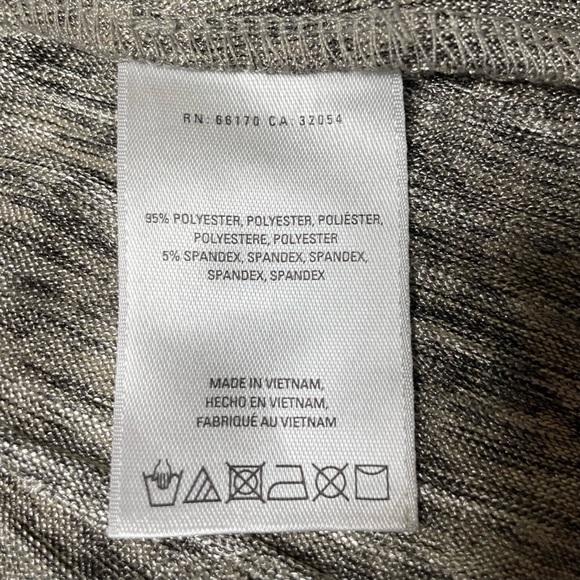 RN: 66170 CA: 32054
95% POLYESTER, POLYESTER, POLIÉSTER,
POLYESTERE, POLYESTER
5% SPANDEX, SPANDEX, SPANDEX,
SPANDEX, SPANDEX
MADE IN VIETNAM,
HECHO EN VIETNAM,
FABRIQUÉ AU VIETNAM